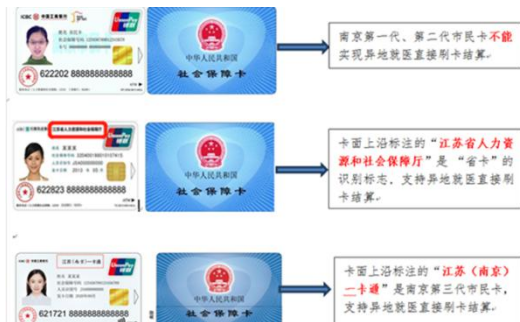 ICBC 中国工商银行
UnionPay
银联
622202 8888888888888
中华人民共和国
社会保障卡
南京第一代、第二代市民卡不能
实现异地就医直接刷卡结算。
江苏省人力资源和社会保障厅
UnionPay
银联
622823 8888888888888
中华人民共和国
社会保障卡
卡面上沿标注的“江苏省人力资
源和社会保障厅”是“省卡”的
识别标志，支持异地就医直接刷
卡结算。
江苏(南京)一卡通
UnionPay
银联
621721 8888888888888
中华人民共和国
社会保障卡
卡面上沿标注的“江苏（南京）
一卡通”是南京第三代市民卡，
支持异地就医直接刷卡结算。